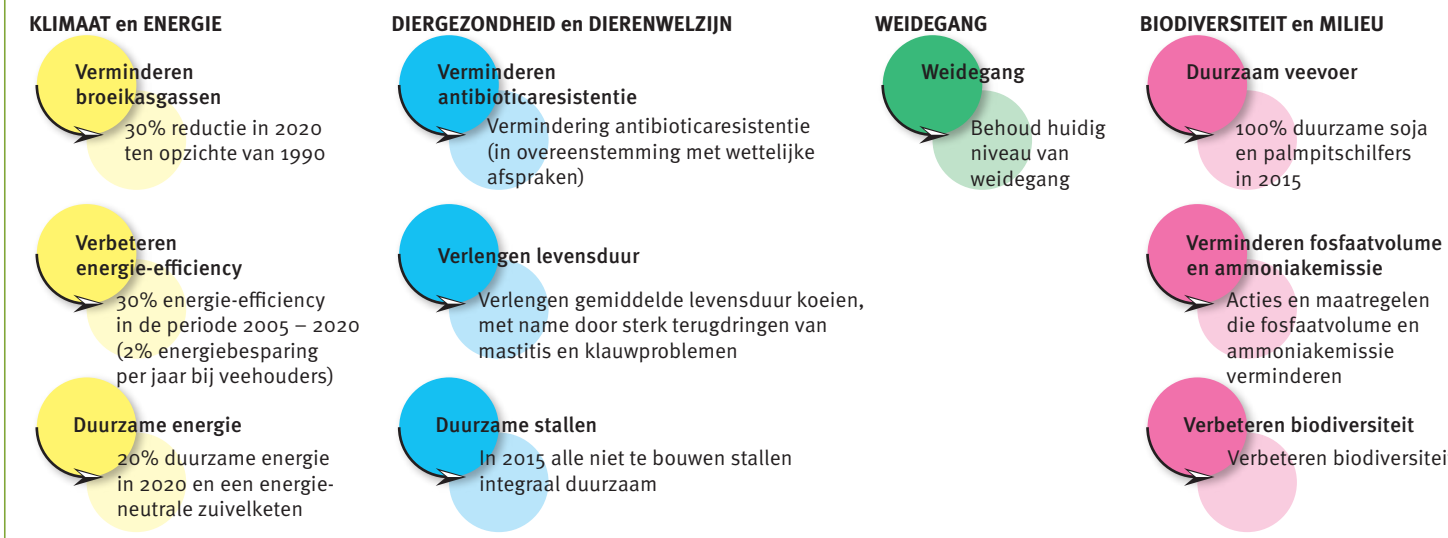 KLIMAAT en ENERGIE
Verminderen
broeikasgassen
30% reductie in 2020
ten opzichte van 1990
Verbeteren
energie-efficiency
30% energie-efficiency
in de periode 2005 – 2020
(2% energiebesparing
per jaar bij veehouders)
Duurzame energie
20% duurzame energie
in 2020 en een energie-
neutrale zuivelketen
DIERGEZONDHEID en DIERENWELZIJN
Verminderen
antibioticaresistentie
Vermindering antibioticaresistentie
(in overeenstemming met wettelijke
afspraken)
Verlengen levensduur
Verlengen gemiddelde levensduur koeien,
met name door sterk terugdringen van
mastitis en klauwproblemen
Duurzame stallen
In 2015 alle niet te bouwen stallen
integraal duurzaam
WEIDEGANG
Weidegang
Behoud huidig
niveau van
weidegang
BIODIVERSITEIT en MILIEU
Duurzaam veevoer
100% duurzame soja
en palmpitschilfers
in 2015
Verminderen fosfaatvolume
en ammoniakemissie
Acties en maatregelen
die fosfaatvolume en
ammoniakemissie
verminderen
Verbeteren biodiversiteit
Verbeteren biodiversitei